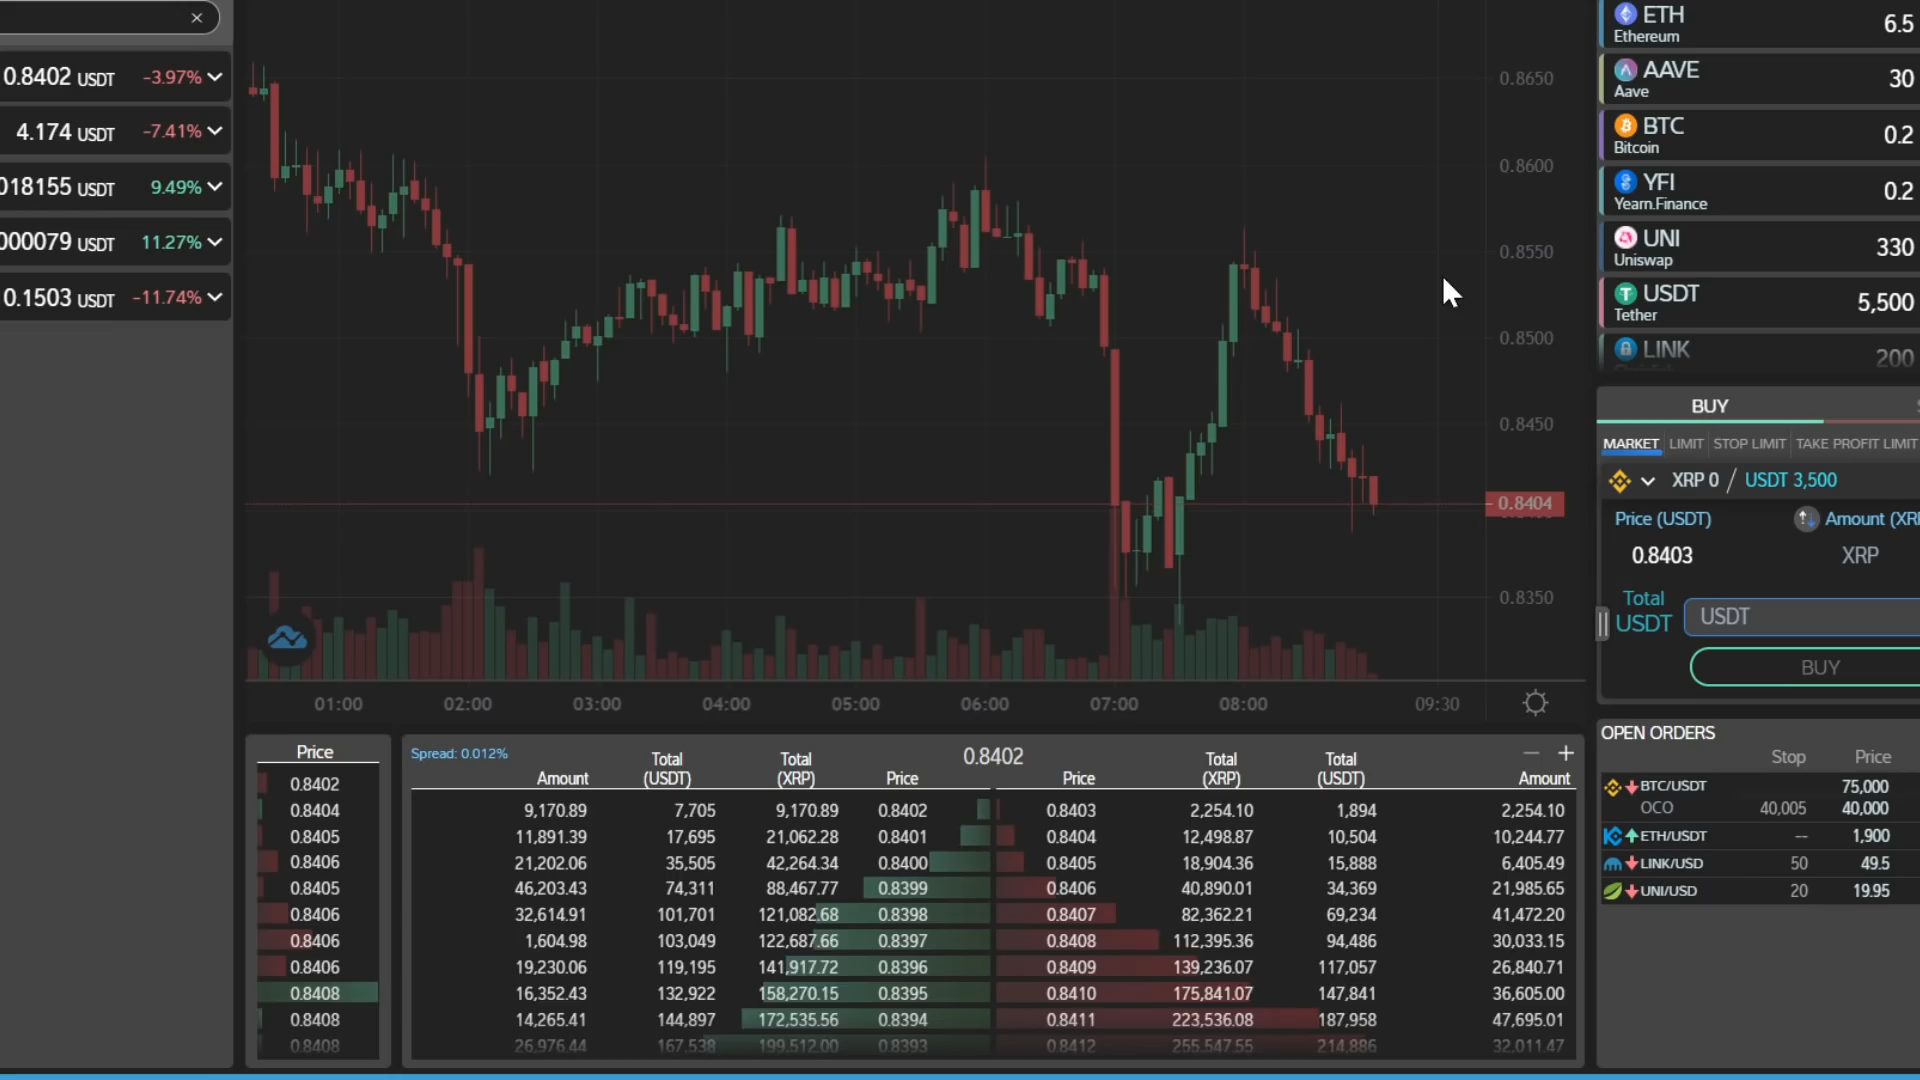 0.8402 USDT -3.97%
4.174 USDT -7.41%
018155 USDT 9.49%
000079 USDT 11.27%
0.1503 USDT -11.74%
0.8650
0.8600
0.8550
0.8500
0.8450
0.8404
0.8350
01:00 02:00 03:00 04:00 05:00 06:00 07:00 08:00 09:30
Price
0.8402
0.8404
0.8405
0.8406
0.8405
0.8406
0.8406
0.8406
0.8408
0.8408
0.8408
Spread: 0.012% 0.8402
Amount Total (USDT) Total (XRP) Price Price Total (XRP) Total (USDT) Amount
9,170.89 7,705 9,170.89 0.8402 0.8403 2,254.10 1,894 2,254.10
11,891.39 17,695 21,062.28 0.8401 0.8404 12,498.87 10,504 10,244.77
21,202.06 35,505 42,264.34 0.8400 0.8405 18,904.36 15,888 6,405.49
46,203.43 74,311 88,467.77 0.8399 0.8406 40,890.01 34,369 21,985.65
32,614.91 101,701 121,082.68 0.8398 0.8407 82,362.21 69,234 41,472.20
1,604.98 103,049 122,687.66 0.8397 0.8408 112,395.36 94,486 30,033.15
19,230.06 119,195 141,917.72 0.8396 0.8409 139,236.07 117,057 26,840.71
16,352.43 132,922 158,270.15 0.8395 0.8410 175,841.07 147,841 36,605.00
14,265.41 144,897 172,535.56 0.8394 0.8411 223,536.08 187,958 47,695.01
26,976.44 167,538 199,512.00 0.8393 0.8412 255,547.55 214,886 32,011.47
ETH 6.5
Ethereum
AAVE 30
Aave
BTC 0.2
Bitcoin
YFI 0.2
Yearn.Finance
UNI 330
Uniswap
USDT 5,500
Tether
LINK 200
BUY
MARKET LIMIT STOP LIMIT TAKE PROFIT LIMIT
XRP 0 / USDT 3,500
Price (USDT) Amount (XRP
0.8403 XRP
Total
USDT USDT
BUY
OPEN ORDERS
Stop Price
BTC/USDT 75,000
OCO 40,005 40,000
ETH/USDT -- 1,900
LINK/USD 50 49.5
UNI/USD 20 19.95